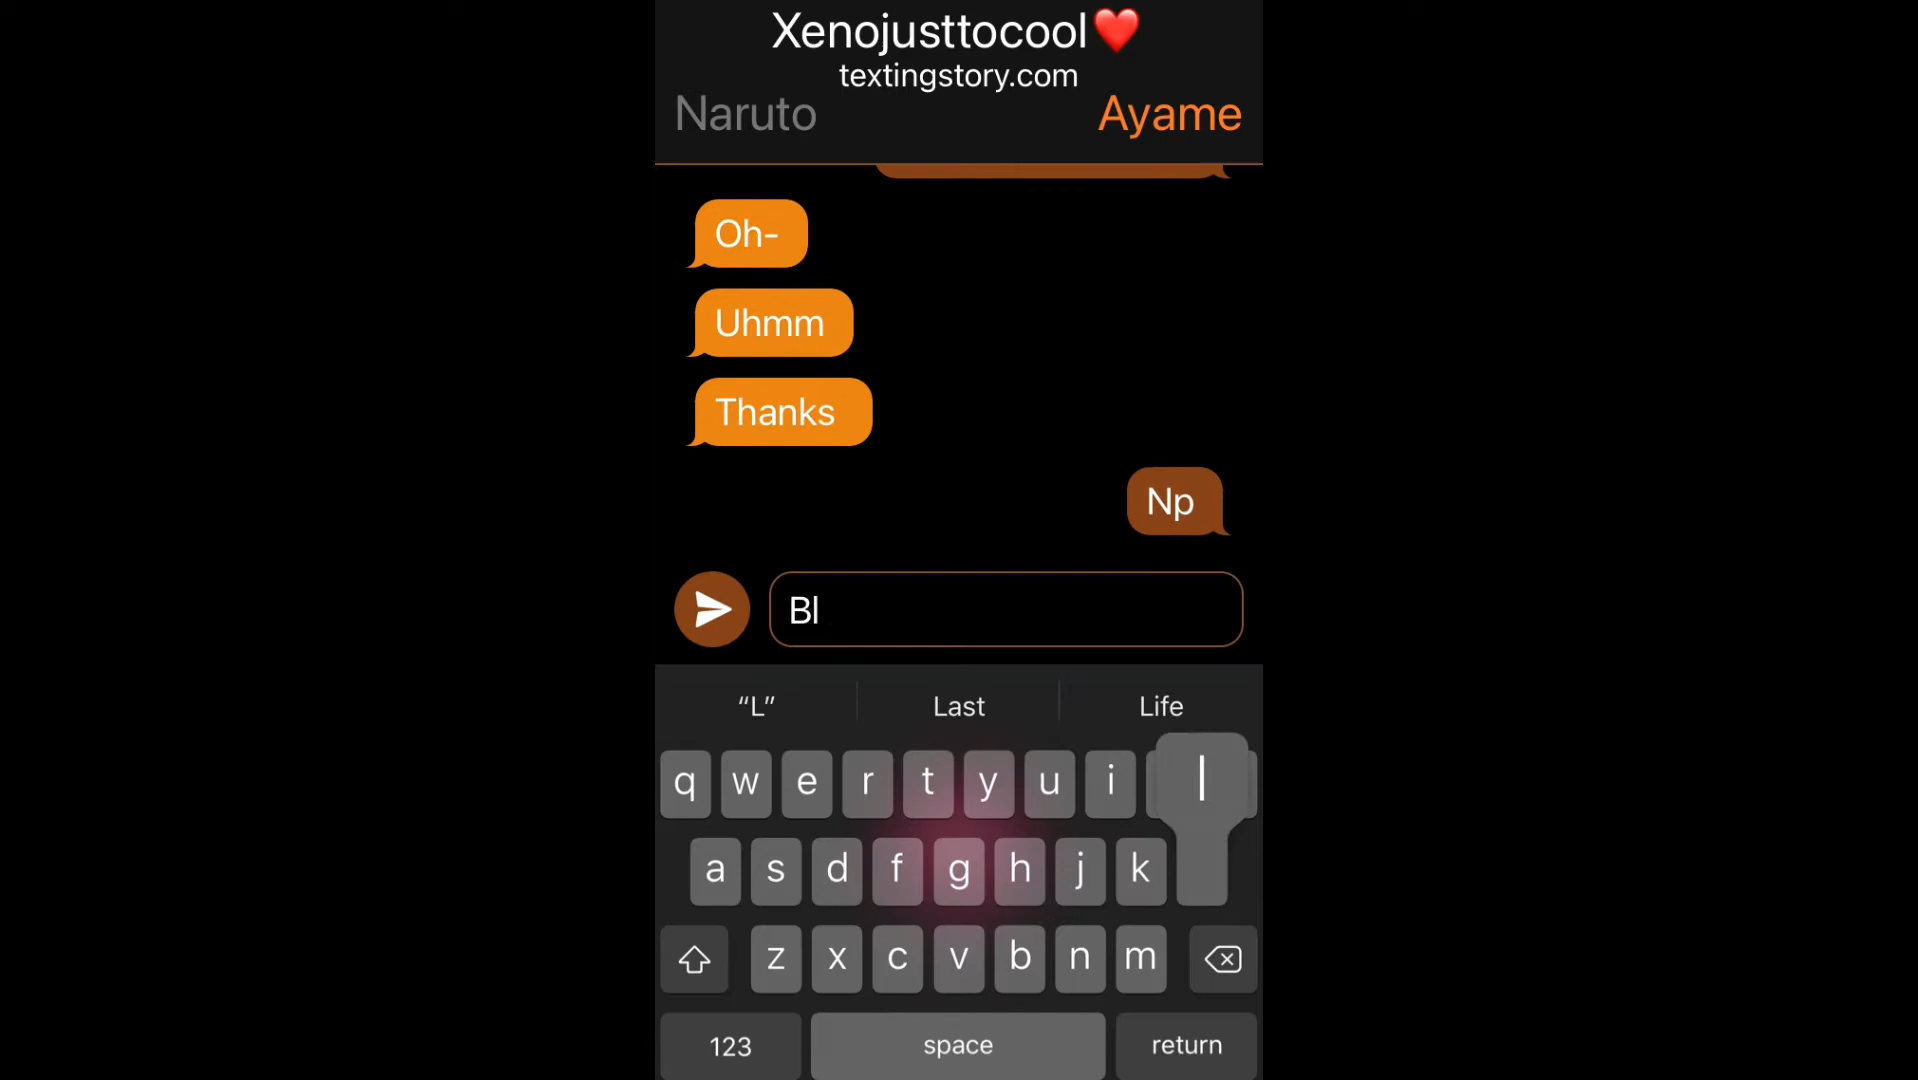 Xenojusttocool❤️
textingstory.com
Naruto Ayame
Oh-
Uhmm
Thanks
Np
Bl
“L” Last Life
q w e r t y u i l
a s d f g h j k
z x c v b n m
123 space return